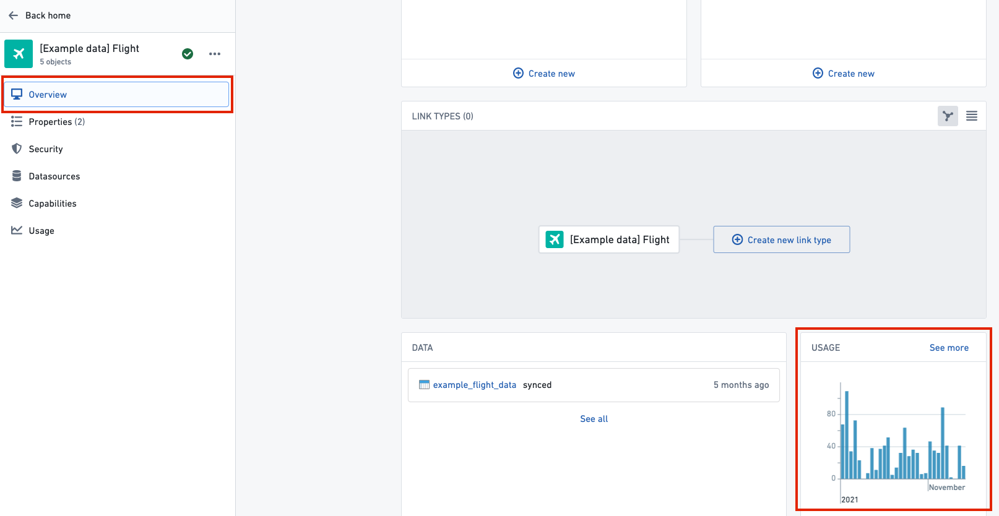 Back home
[Example data] Flight
5 objects
Overview
Properties (2)
Security
Datasources
Capabilities
Usage
Create new
Create new
LINK TYPES (0)
[Example data] Flight
Create new link type
DATA
example_flight_data synced
5 months ago
See all
USAGE
See more
80
40
0
November
2021